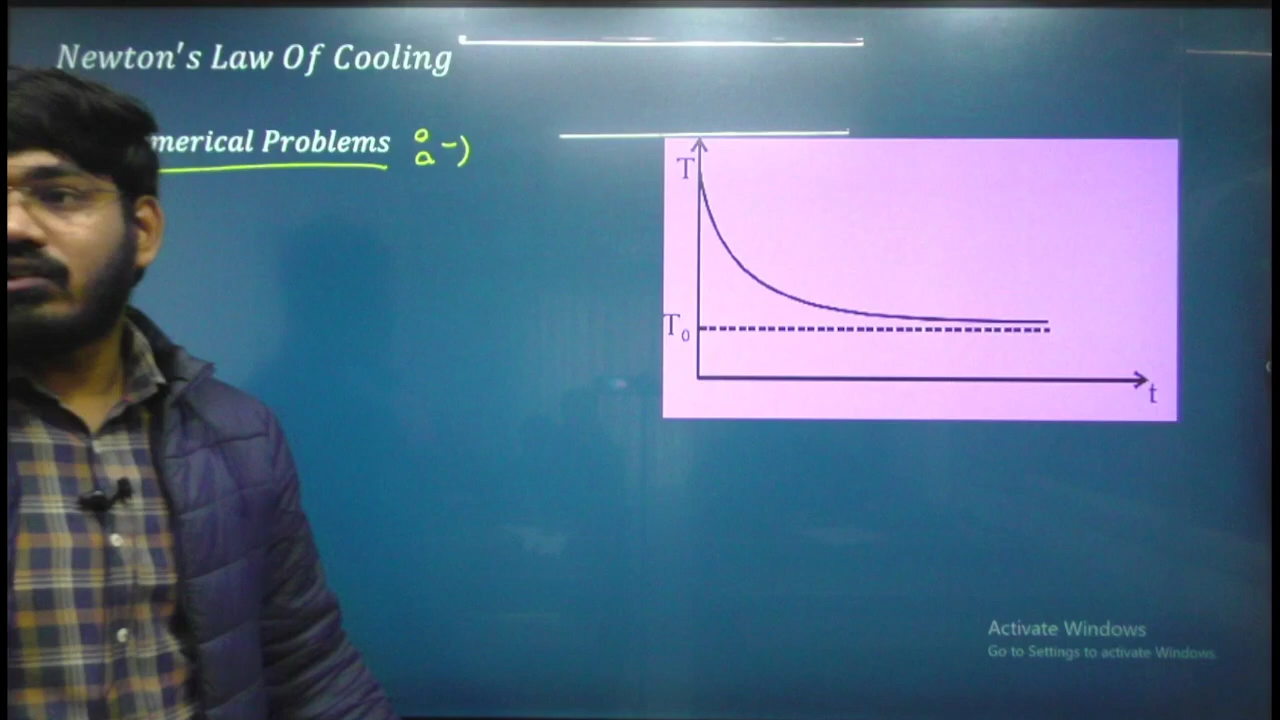 Newton's Law Of Cooling
merical Problems
T
T₀
t
Activate Windows
Go to Settings to activate Windows.